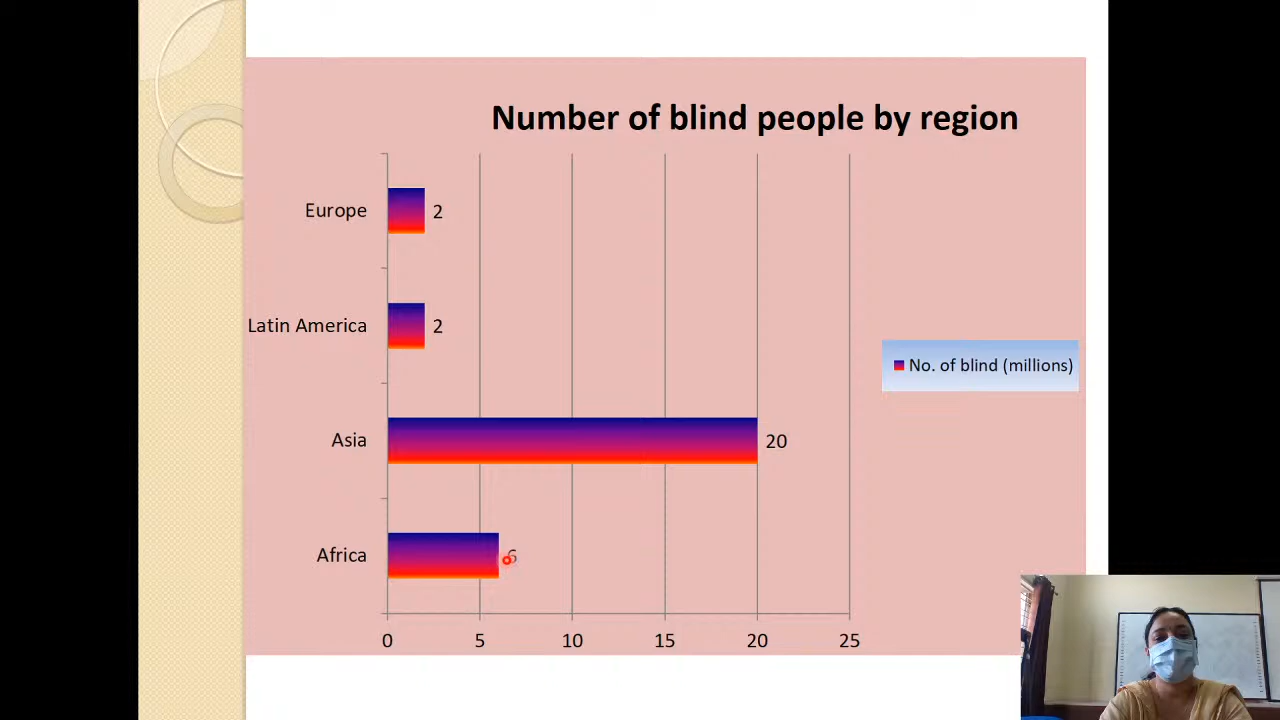 Number of blind people by region
Europe
2
Latin America
2
No. of blind (millions)
Asia
20
Africa
6
0 5 10 15 20 25